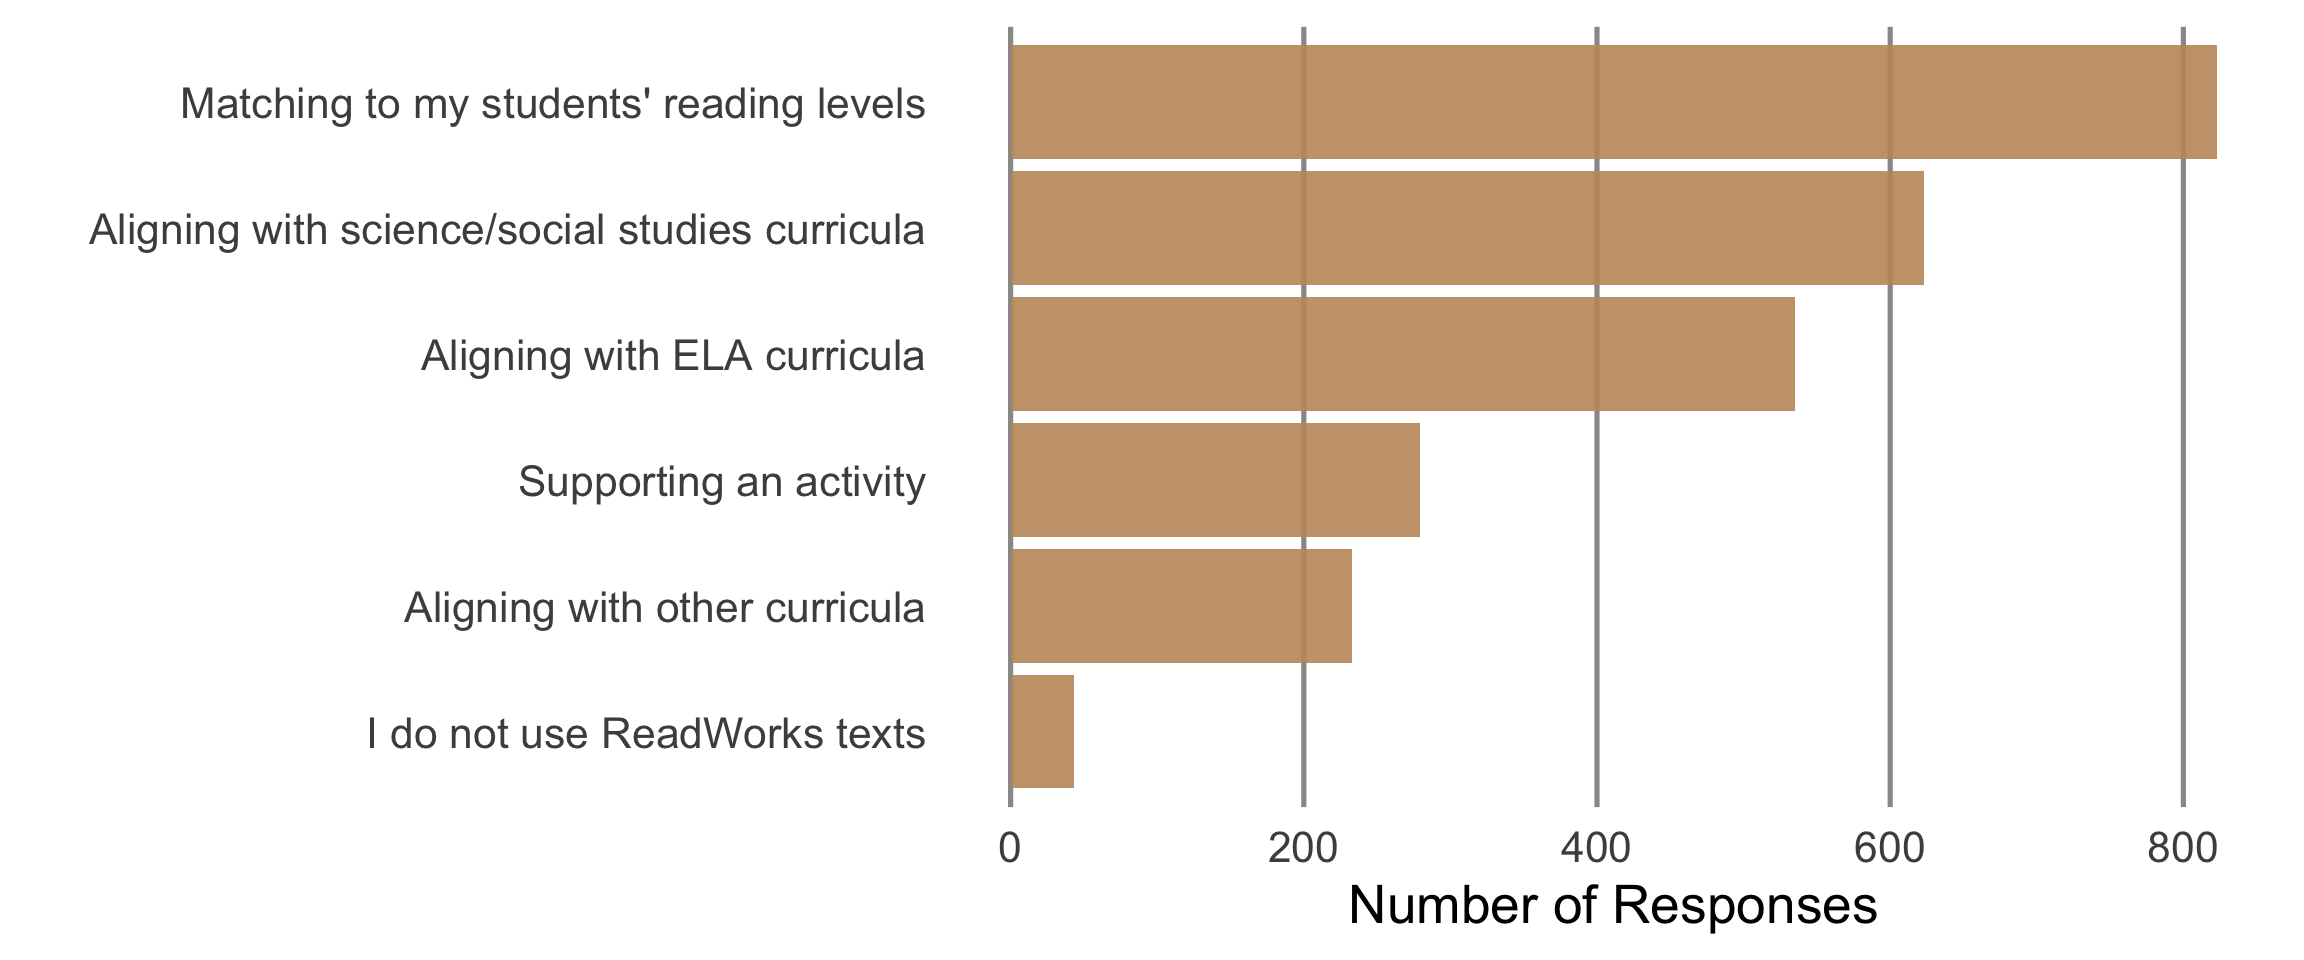 Matching to my students' reading levels
Aligning with science/social studies curricula
Aligning with ELA curricula
Supporting an activity
Aligning with other curricula
I do not use ReadWorks texts
0 200 400 600 800
Number of Responses